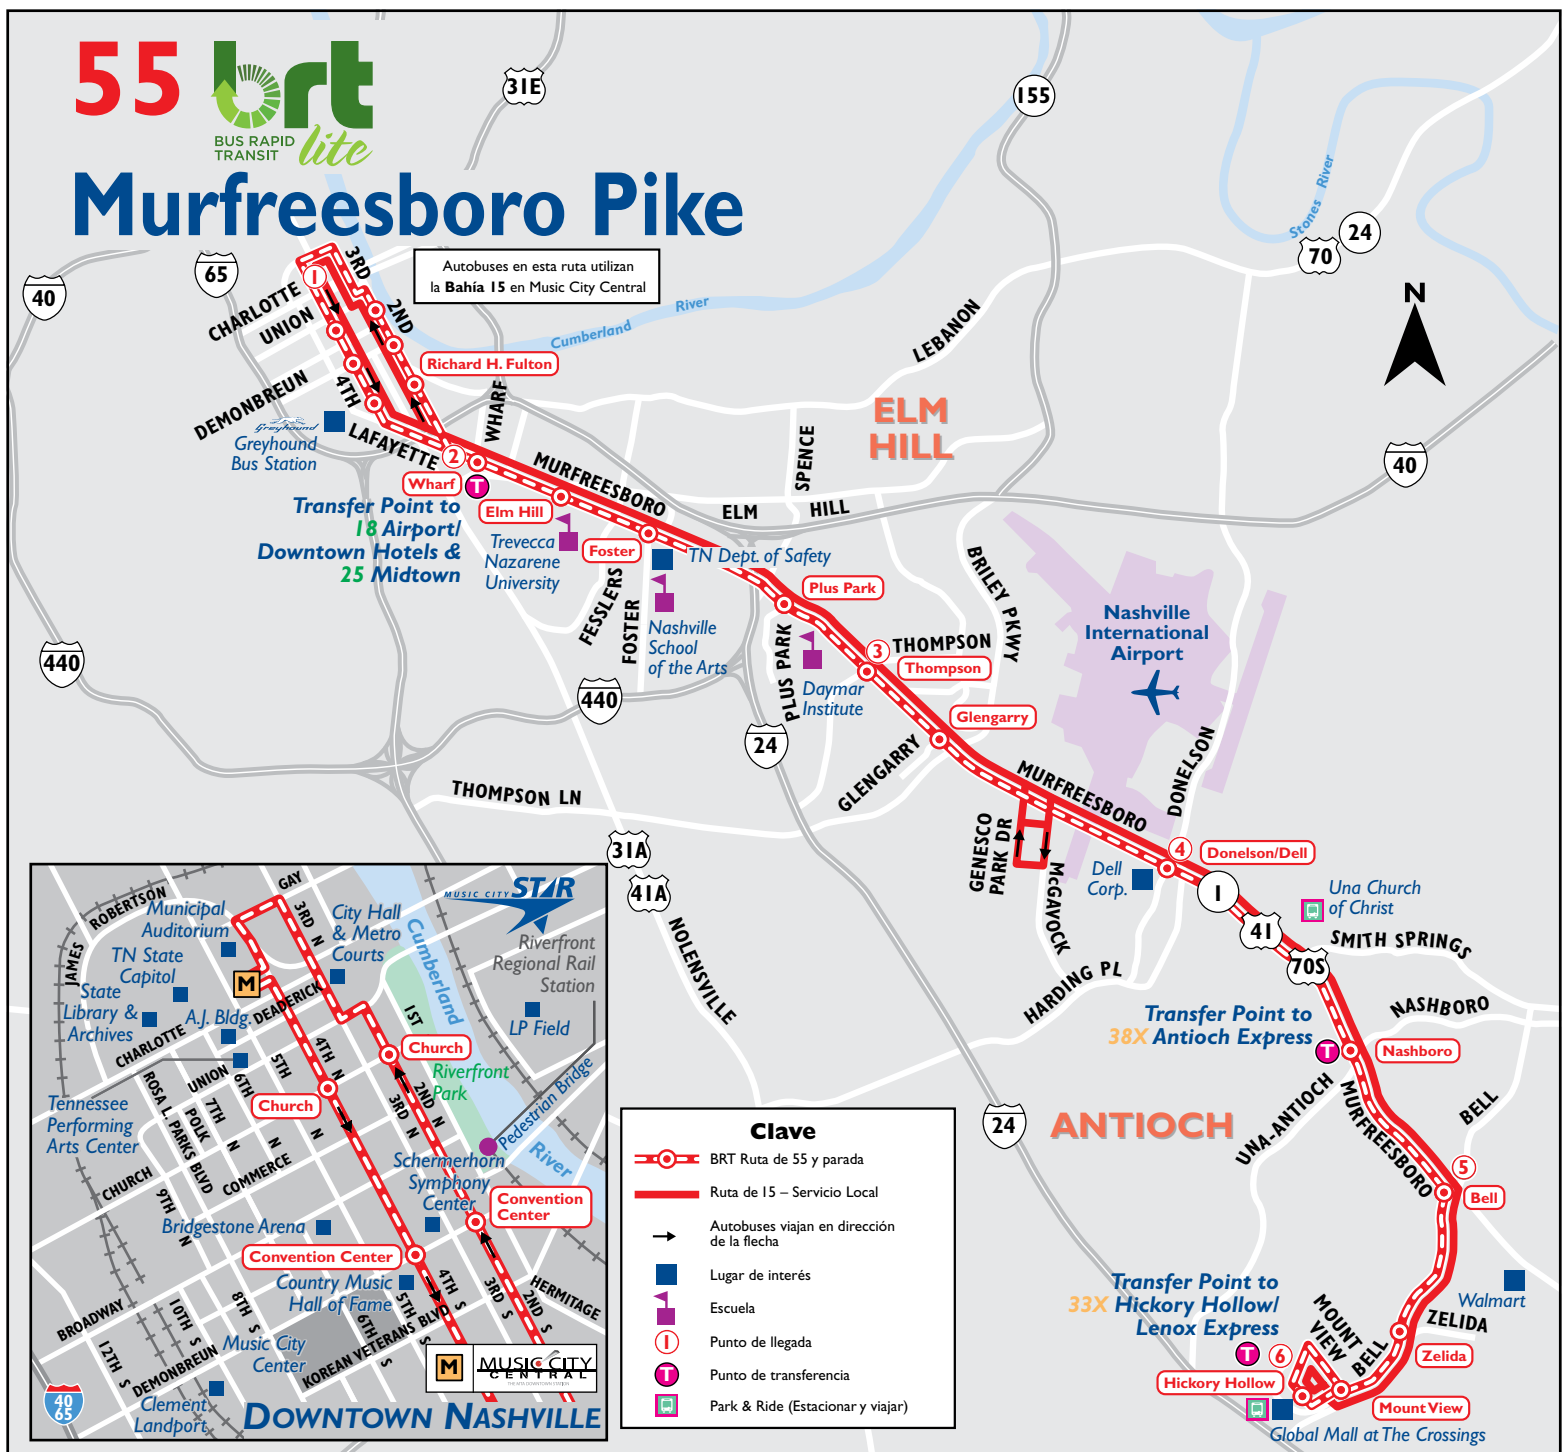 55 brt
BUS RAPID
TRANSIT lite
Murfreesboro Pike
31E
155
Stones River
24
70
65
40
3RD
Autobuses en esta ruta utilizan
la Bahía 15 en Music City Central
N
1
CHARLOTTE
UNION
2ND
Cumberland
River
LEBANON
Richard H. Fulton
DEMONBREUN
4TH
WHARF
ELM
HILL
Greyhound
Greyhound
Bus Station
LAFAYETTE
SPENCE
40
2
Wharf
T
MURFREESBORO
Transfer Point to
18 Airport/
Downtown Hotels &
25 Midtown
Elm Hill
ELM
HILL
Trevecca
Nazarene
University
Foster
TN Dept. of Safety
BRILEY PKWY
FESSLERS
FOSTER
Plus Park
Nashville
International
Airport
Nashville
School
of the Arts
PLUS PARK
3
THOMPSON
Thompson
440
440
Daymar
Institute
Glengarry
24
GLENGARRY
THOMPSON LN
MURFREESBORO
DONELSON
GENESCO
PARK DR
McGAVOCK
31A
41A
4
Donelson/Dell
Dell
Corp.
1
Una Church
of Christ
41
SMITH SPRINGS
70S
NOLENSVILLE
HARDING PL
NASHBORO
Transfer Point to
38X Antioch Express
T
Nashboro
UNA-ANTIOCH
MURFREESBORO
BELL
24
ANTIOCH
5
Bell
Walmart
Transfer Point to
33X Hickory Hollow/
Lenox Express
T
6
MOUNT
VIEW
BELL
ZELIDA
Zelida
Hickory Hollow
Mount View
Global Mall at The Crossings
Clave
BRT Ruta de 55 y parada
Ruta de 15 – Servicio Local
Autobuses viajan en dirección
de la flecha
Lugar de interés
Escuela
1
Punto de llegada
T
Punto de transferencia
Park & Ride (Estacionar y viajar)
JAMES
ROBERTSON
GAY
MUSIC CITY STAR
Municipal
Auditorium
3RD N
City Hall
& Metro
Courts
Cumberland
Riverfront
Regional Rail
Station
TN State
Capitol
M
State
Library &
Archives
A.J. Bldg.
DEADERICK
1ST
LP Field
CHARLOTTE
5TH
4TH N
Church
UNION
6TH N
Riverfront
Park
Pedestrian Bridge
Tennessee
Performing
Arts Center
ROSA L. PARKS BLVD
POLK
7TH N
Church
3RD N
2ND N
CHURCH
COMMERCE
Schermerhorn
Symphony
Center
River
9TH N
Convention
Center
Bridgestone Arena
Convention Center
Country Music
Hall of Fame
4TH S
3RD S
2ND S
HERMITAGE
BROADWAY
10TH S
8TH S
5TH S
6TH S
KOREAN VETERANS BLVD
12TH S
DEMONBREUN
Music City
Center
M
MUSIC CITY
CENTRAL
40
65
Clement
Landport
DOWNTOWN NASHVILLE